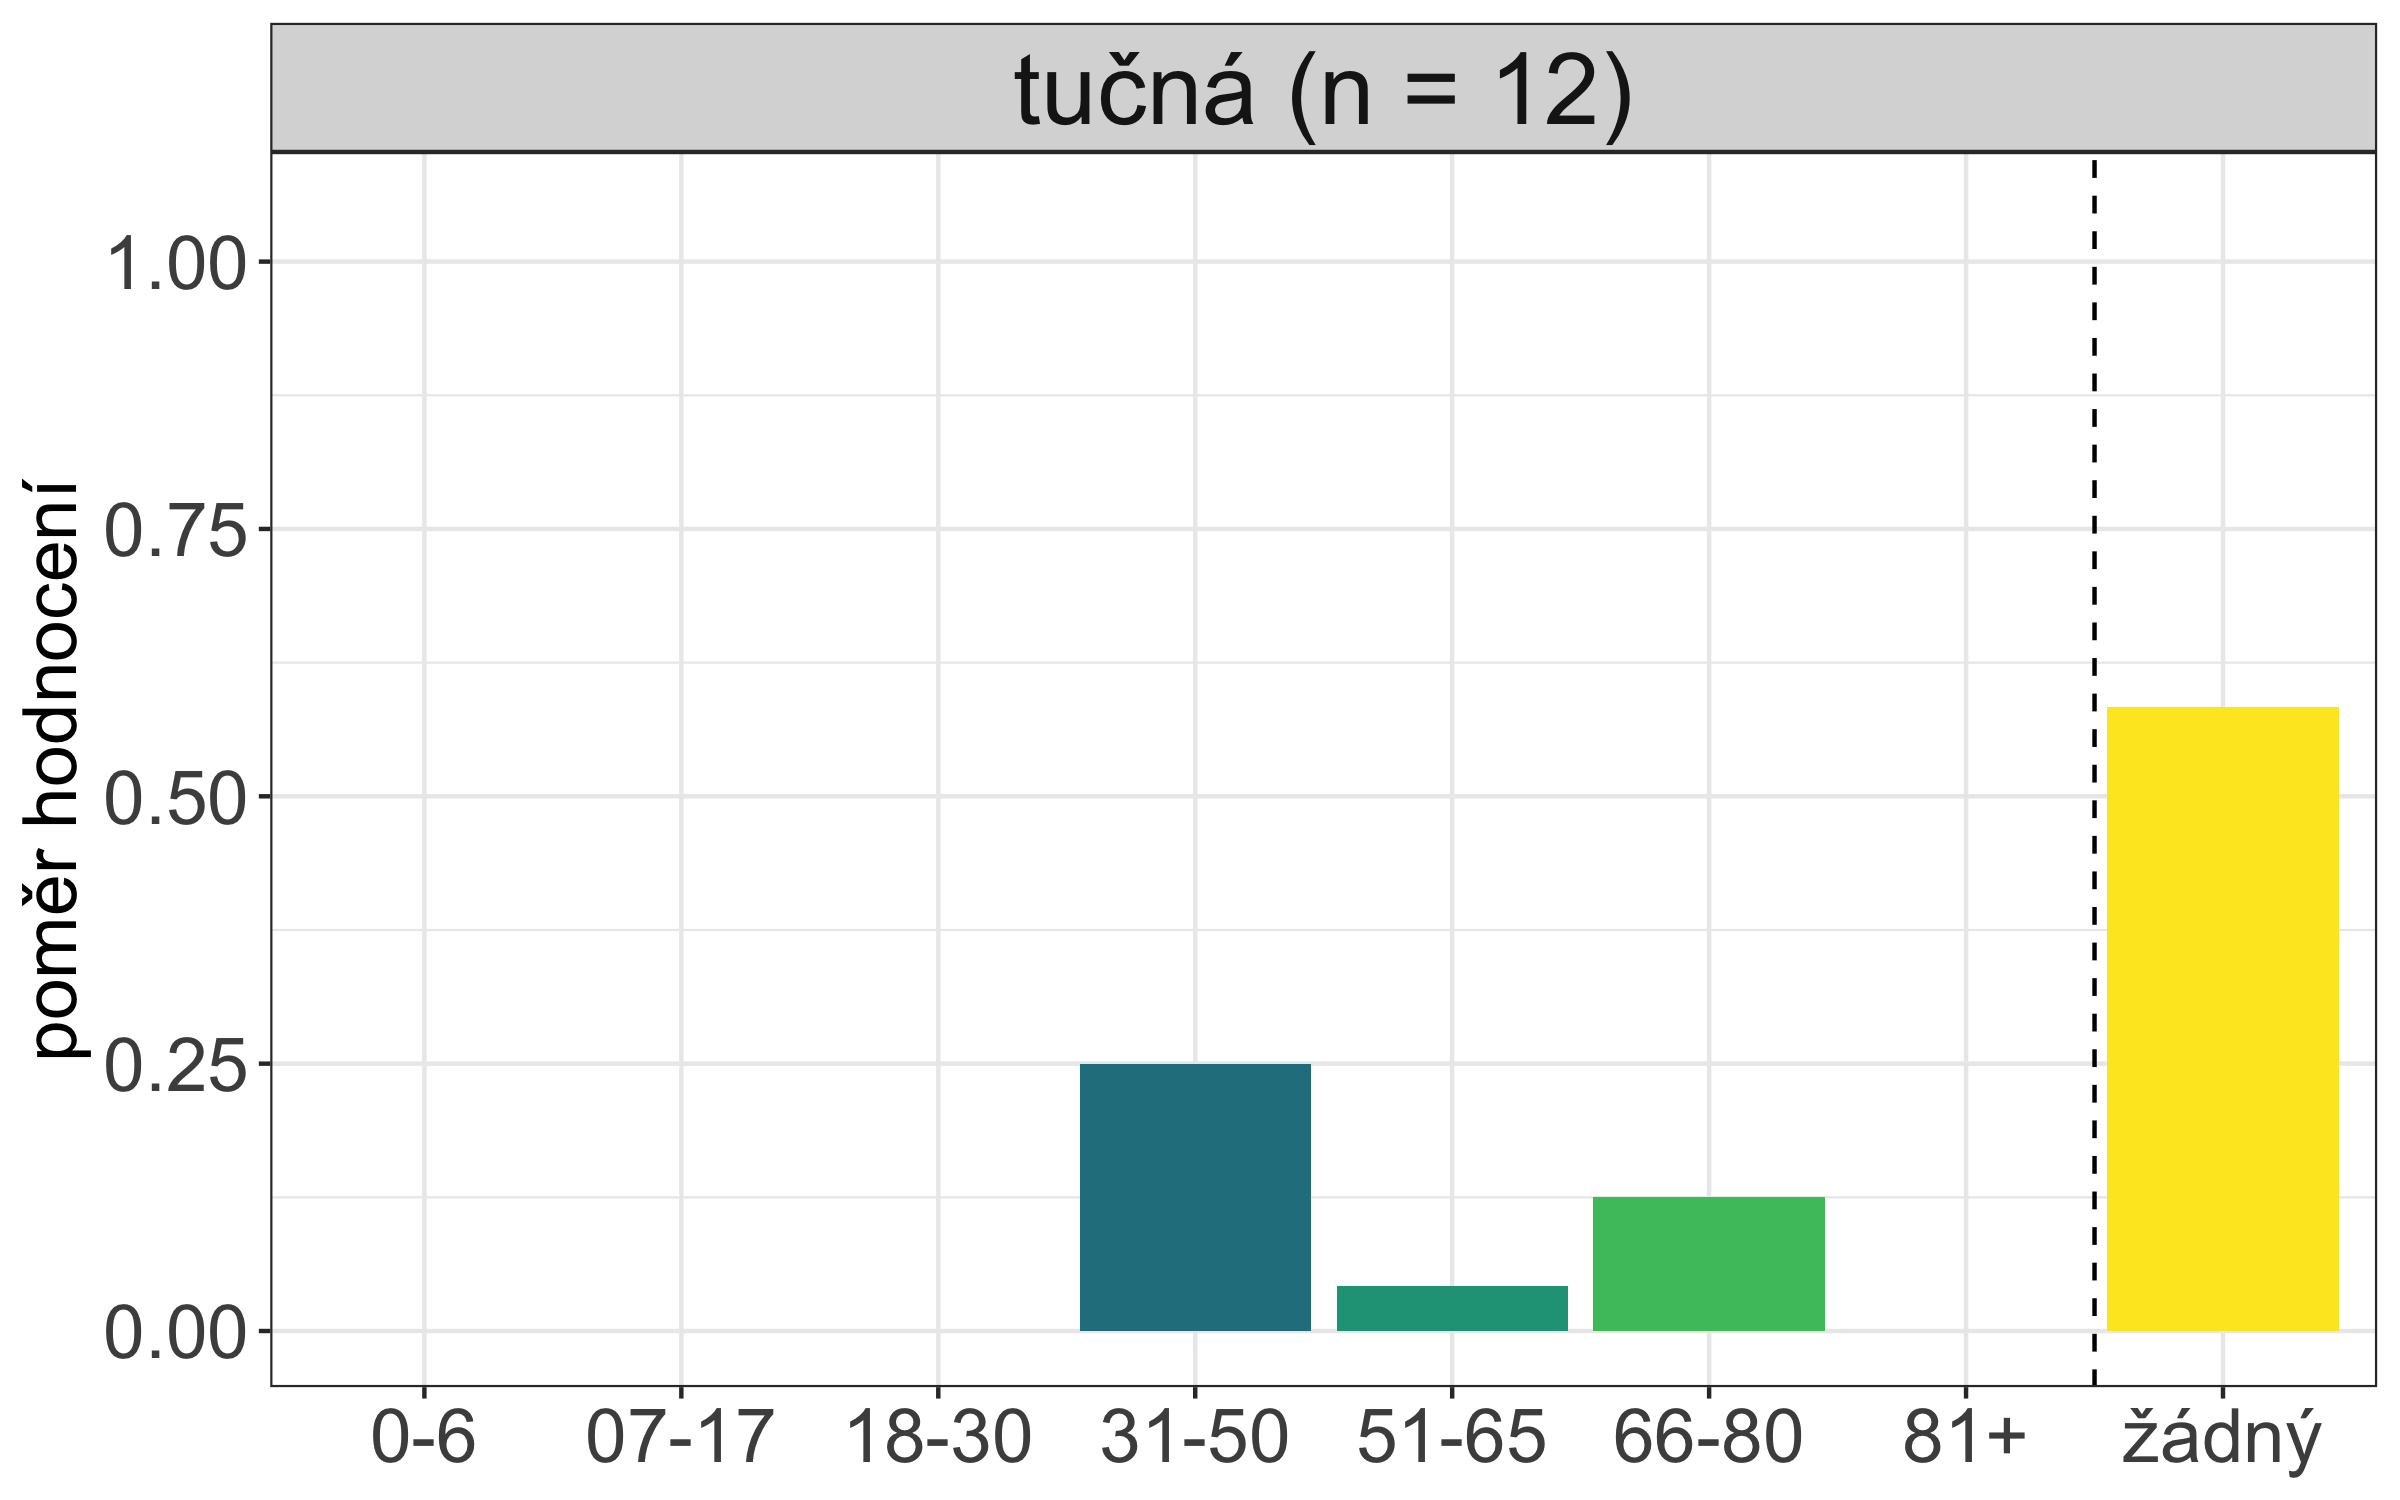 tučná (n = 12)
poměr hodnocení
1.00
0.75
0.50
0.25
0.00
0-6 07-17 18-30 31-50 51-65 66-80 81+ žádný